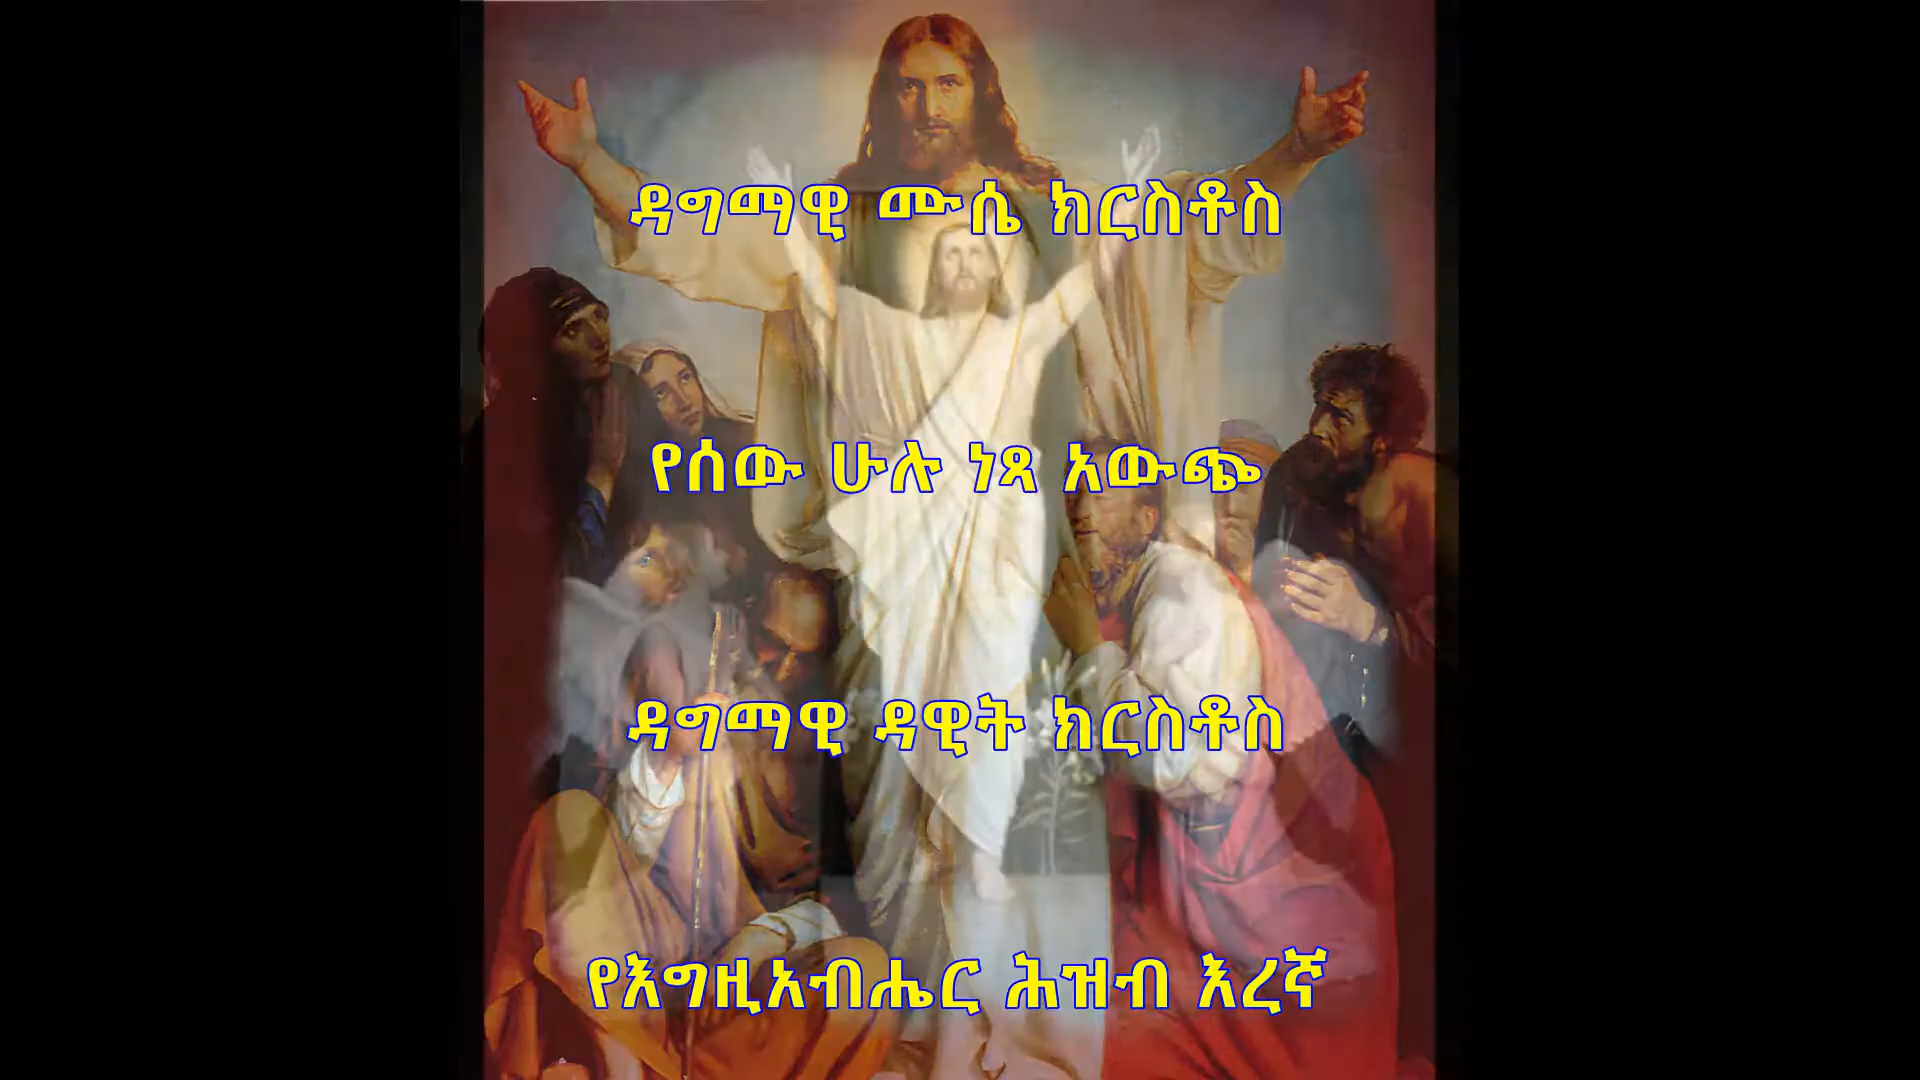 ዳግማዊ ሙሴ ክርስቶስ
የሰው ሁሉ ነጻ አውጭ
ዳግማዊ ዳዊት ክርስቶስ
የእግዚአብሔር ሕዝብ እረኛ